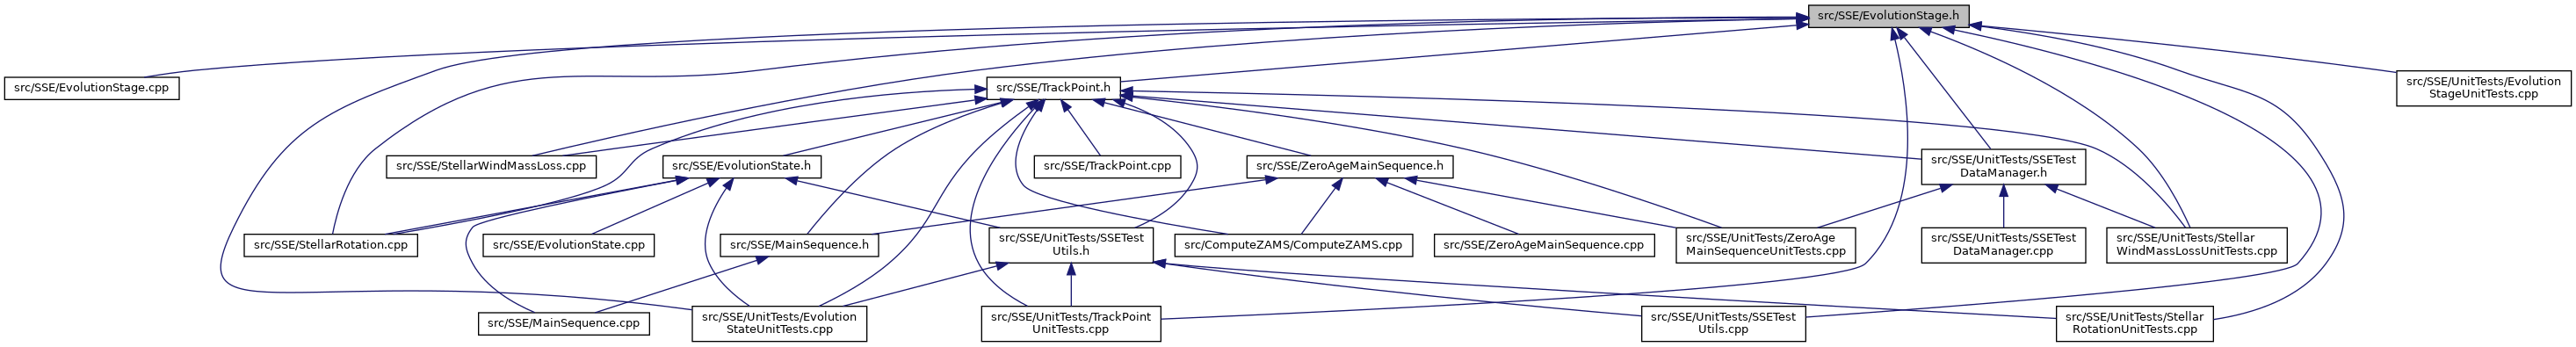 src/SSE/EvolutionStage.h
src/SSE/EvolutionStage.cpp
src/SSE/TrackPoint.h
src/SSE/UnitTests/Evolution
StageUnitTests.cpp
src/SSE/StellarWindMassLoss.cpp
src/SSE/EvolutionState.h
src/SSE/TrackPoint.cpp
src/SSE/ZeroAgeMainSequence.h
src/SSE/UnitTests/SSETest
DataManager.h
src/SSE/StellarRotation.cpp
src/SSE/EvolutionState.cpp
src/SSE/MainSequence.h
src/SSE/UnitTests/SSETest
Utils.h
src/ComputeZAMS/ComputeZAMS.cpp
src/SSE/ZeroAgeMainSequence.cpp
src/SSE/UnitTests/ZeroAge
MainSequenceUnitTests.cpp
src/SSE/UnitTests/SSETest
DataManager.cpp
src/SSE/UnitTests/Stellar
WindMassLossUnitTests.cpp
src/SSE/MainSequence.cpp
src/SSE/UnitTests/Evolution
StateUnitTests.cpp
src/SSE/UnitTests/TrackPoint
UnitTests.cpp
src/SSE/UnitTests/SSETest
Utils.cpp
src/SSE/UnitTests/Stellar
RotationUnitTests.cpp